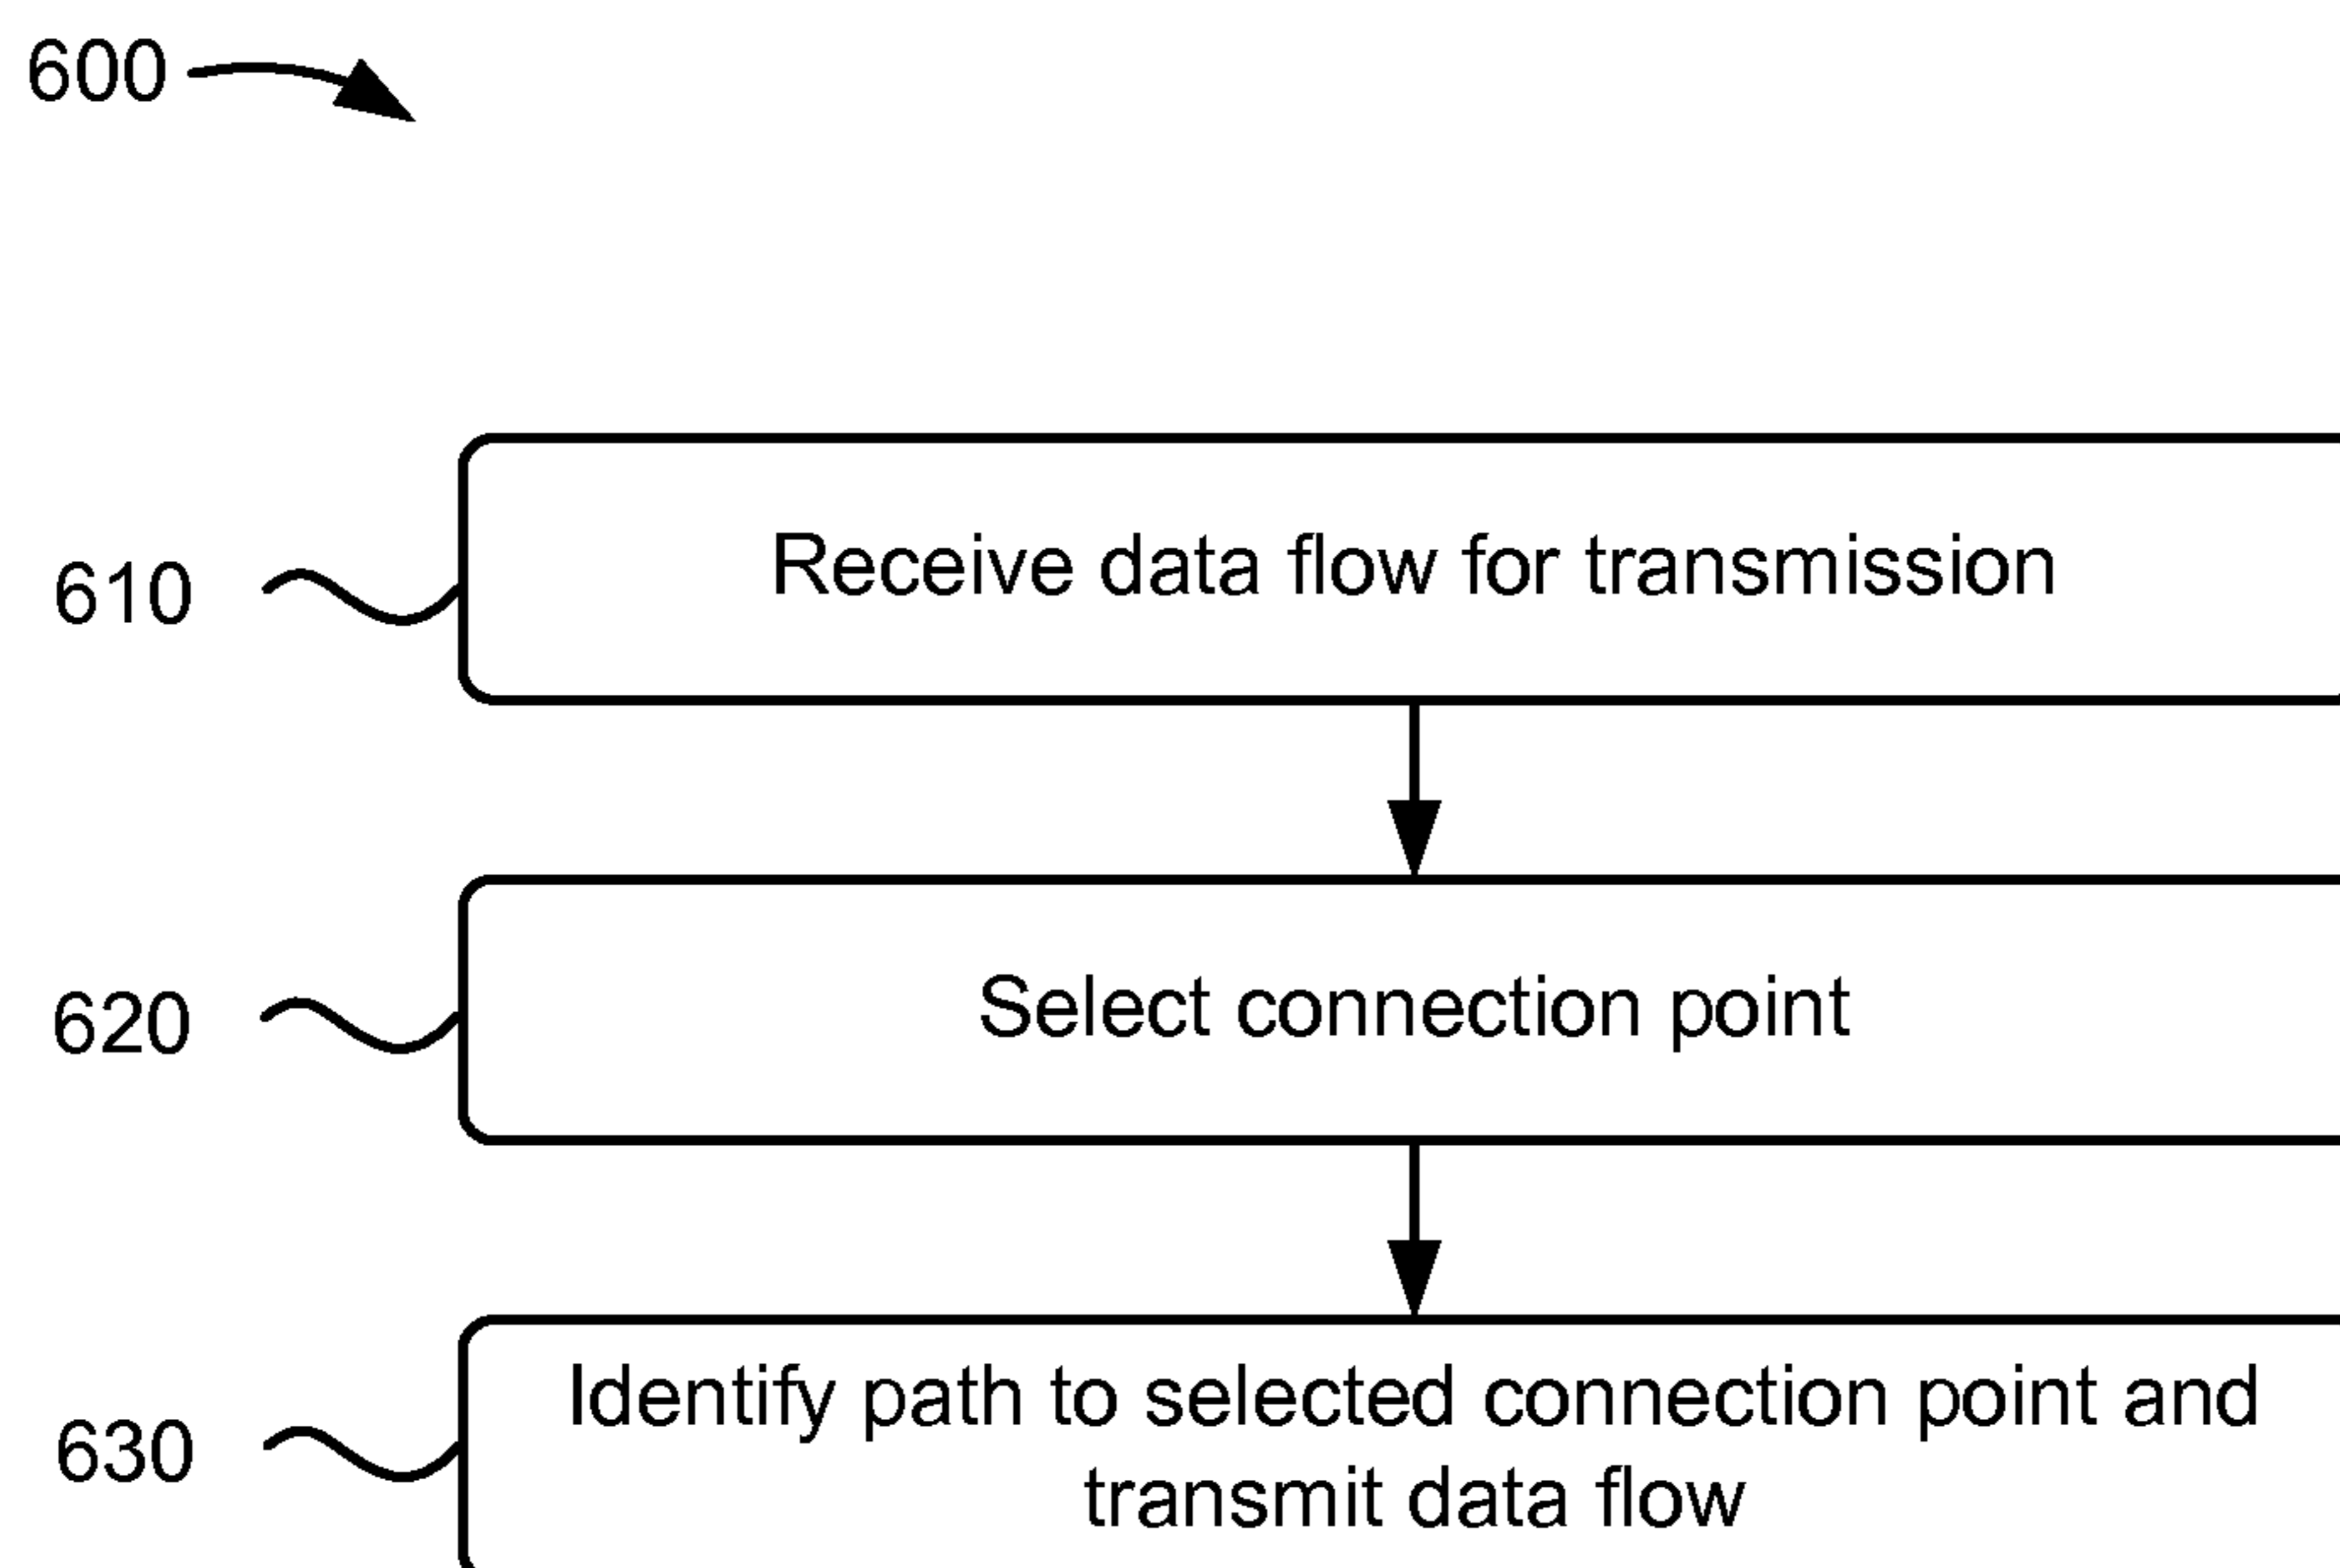 600
610
Receive data flow for transmission
620
Select connection point
630
Identify path to selected connection point and
transmit data flow